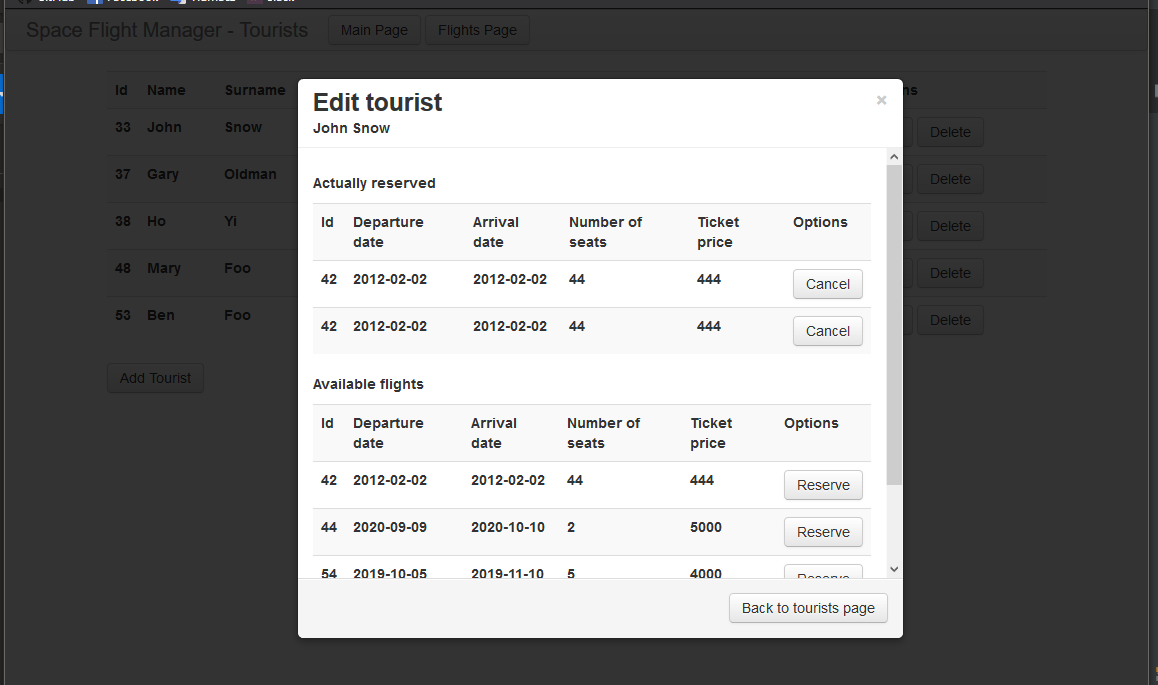 Space Flight Manager - Tourists Main Page Flights Page
Id Name Surname
33 John Snow Delete
37 Gary Oldman Delete
38 Ho Yi Delete
48 Mary Foo Delete
53 Ben Foo Delete
Add Tourist
Edit tourist ×
John Snow
Actually reserved
Id Departure date Arrival date Number of seats Ticket price Options
42 2012-02-02 2012-02-02 44 444 Cancel
42 2012-02-02 2012-02-02 44 444 Cancel
Available flights
Id Departure date Arrival date Number of seats Ticket price Options
42 2012-02-02 2012-02-02 44 444 Reserve
44 2020-09-09 2020-10-10 2 5000 Reserve
54 2019-10-05 2019-11-10 5 4000 Reserve
Back to tourists page